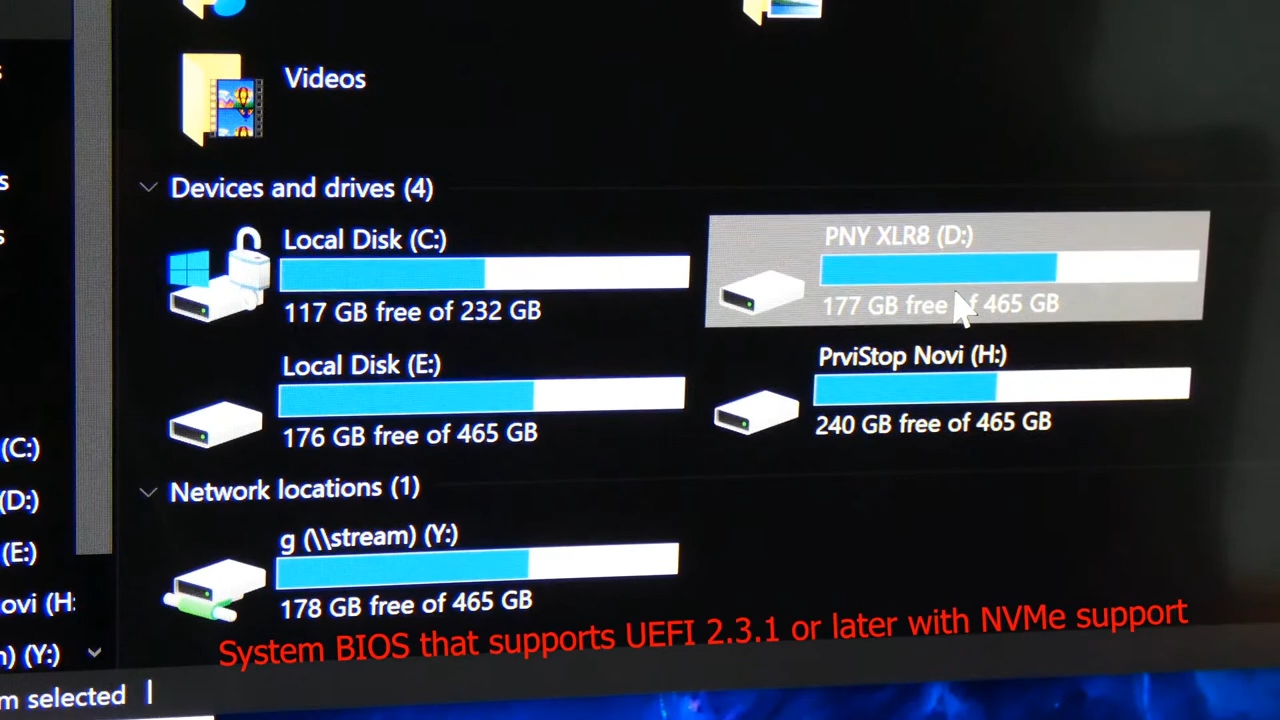 Videos
Devices and drives (4)
Local Disk (C:)
117 GB free of 232 GB
PNY XLR8 (D:)
177 GB free of 465 GB
Local Disk (E:)
176 GB free of 465 GB
PrviStop Novi (H:)
240 GB free of 465 GB
Network locations (1)
g (\\stream) (Y:)
178 GB free of 465 GB
(C:)
(D:)
(E:)
ovi (H:
(Y:)
selected
System BIOS that supports UEFI 2.3.1 or later with NVMe support